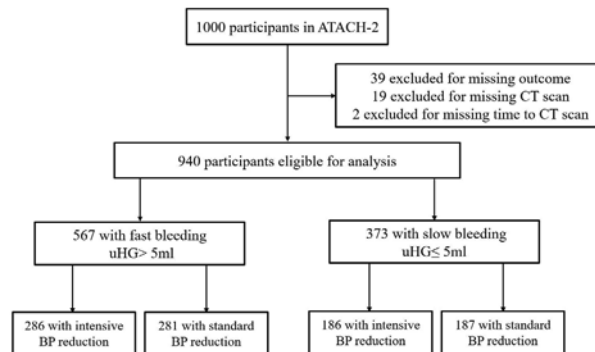 1000 participants in ATACH-2
39 excluded for missing outcome
19 excluded for missing CT scan
2 excluded for missing time to CT scan
940 participants eligible for analysis
567 with fast bleeding
uHG> 5ml
373 with slow bleeding
uHG≤ 5ml
286 with intensive
BP reduction
281 with standard
BP reduction
186 with intensive
BP reduction
187 with standard
BP reduction